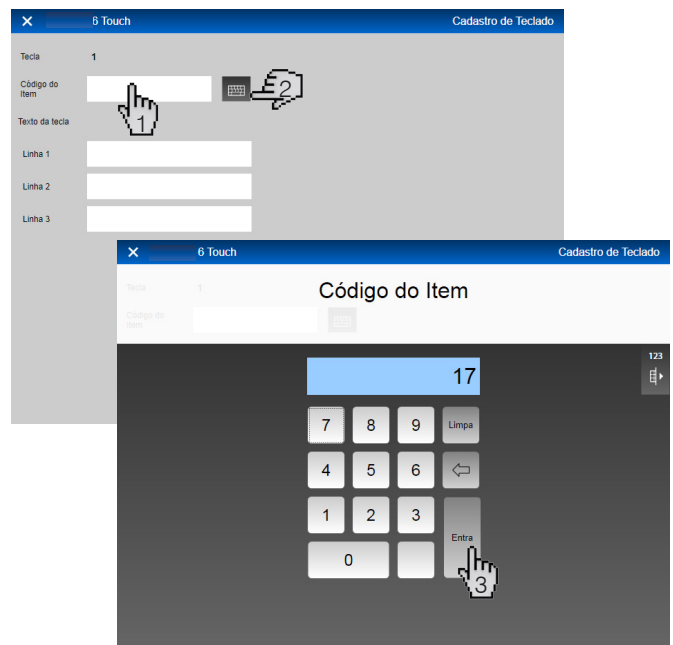 6 Touch Cadastro de Teclado
Tecla 1
Código do
Item
2
1
Texto da tecla
Linha 1
Linha 2
Linha 3
6 Touch Cadastro de Teclado
Tecla 1
Código do Item
Código do
Item
17
123
7 8 9 Limpa
4 5 6
1 2 3
Entra
0
3